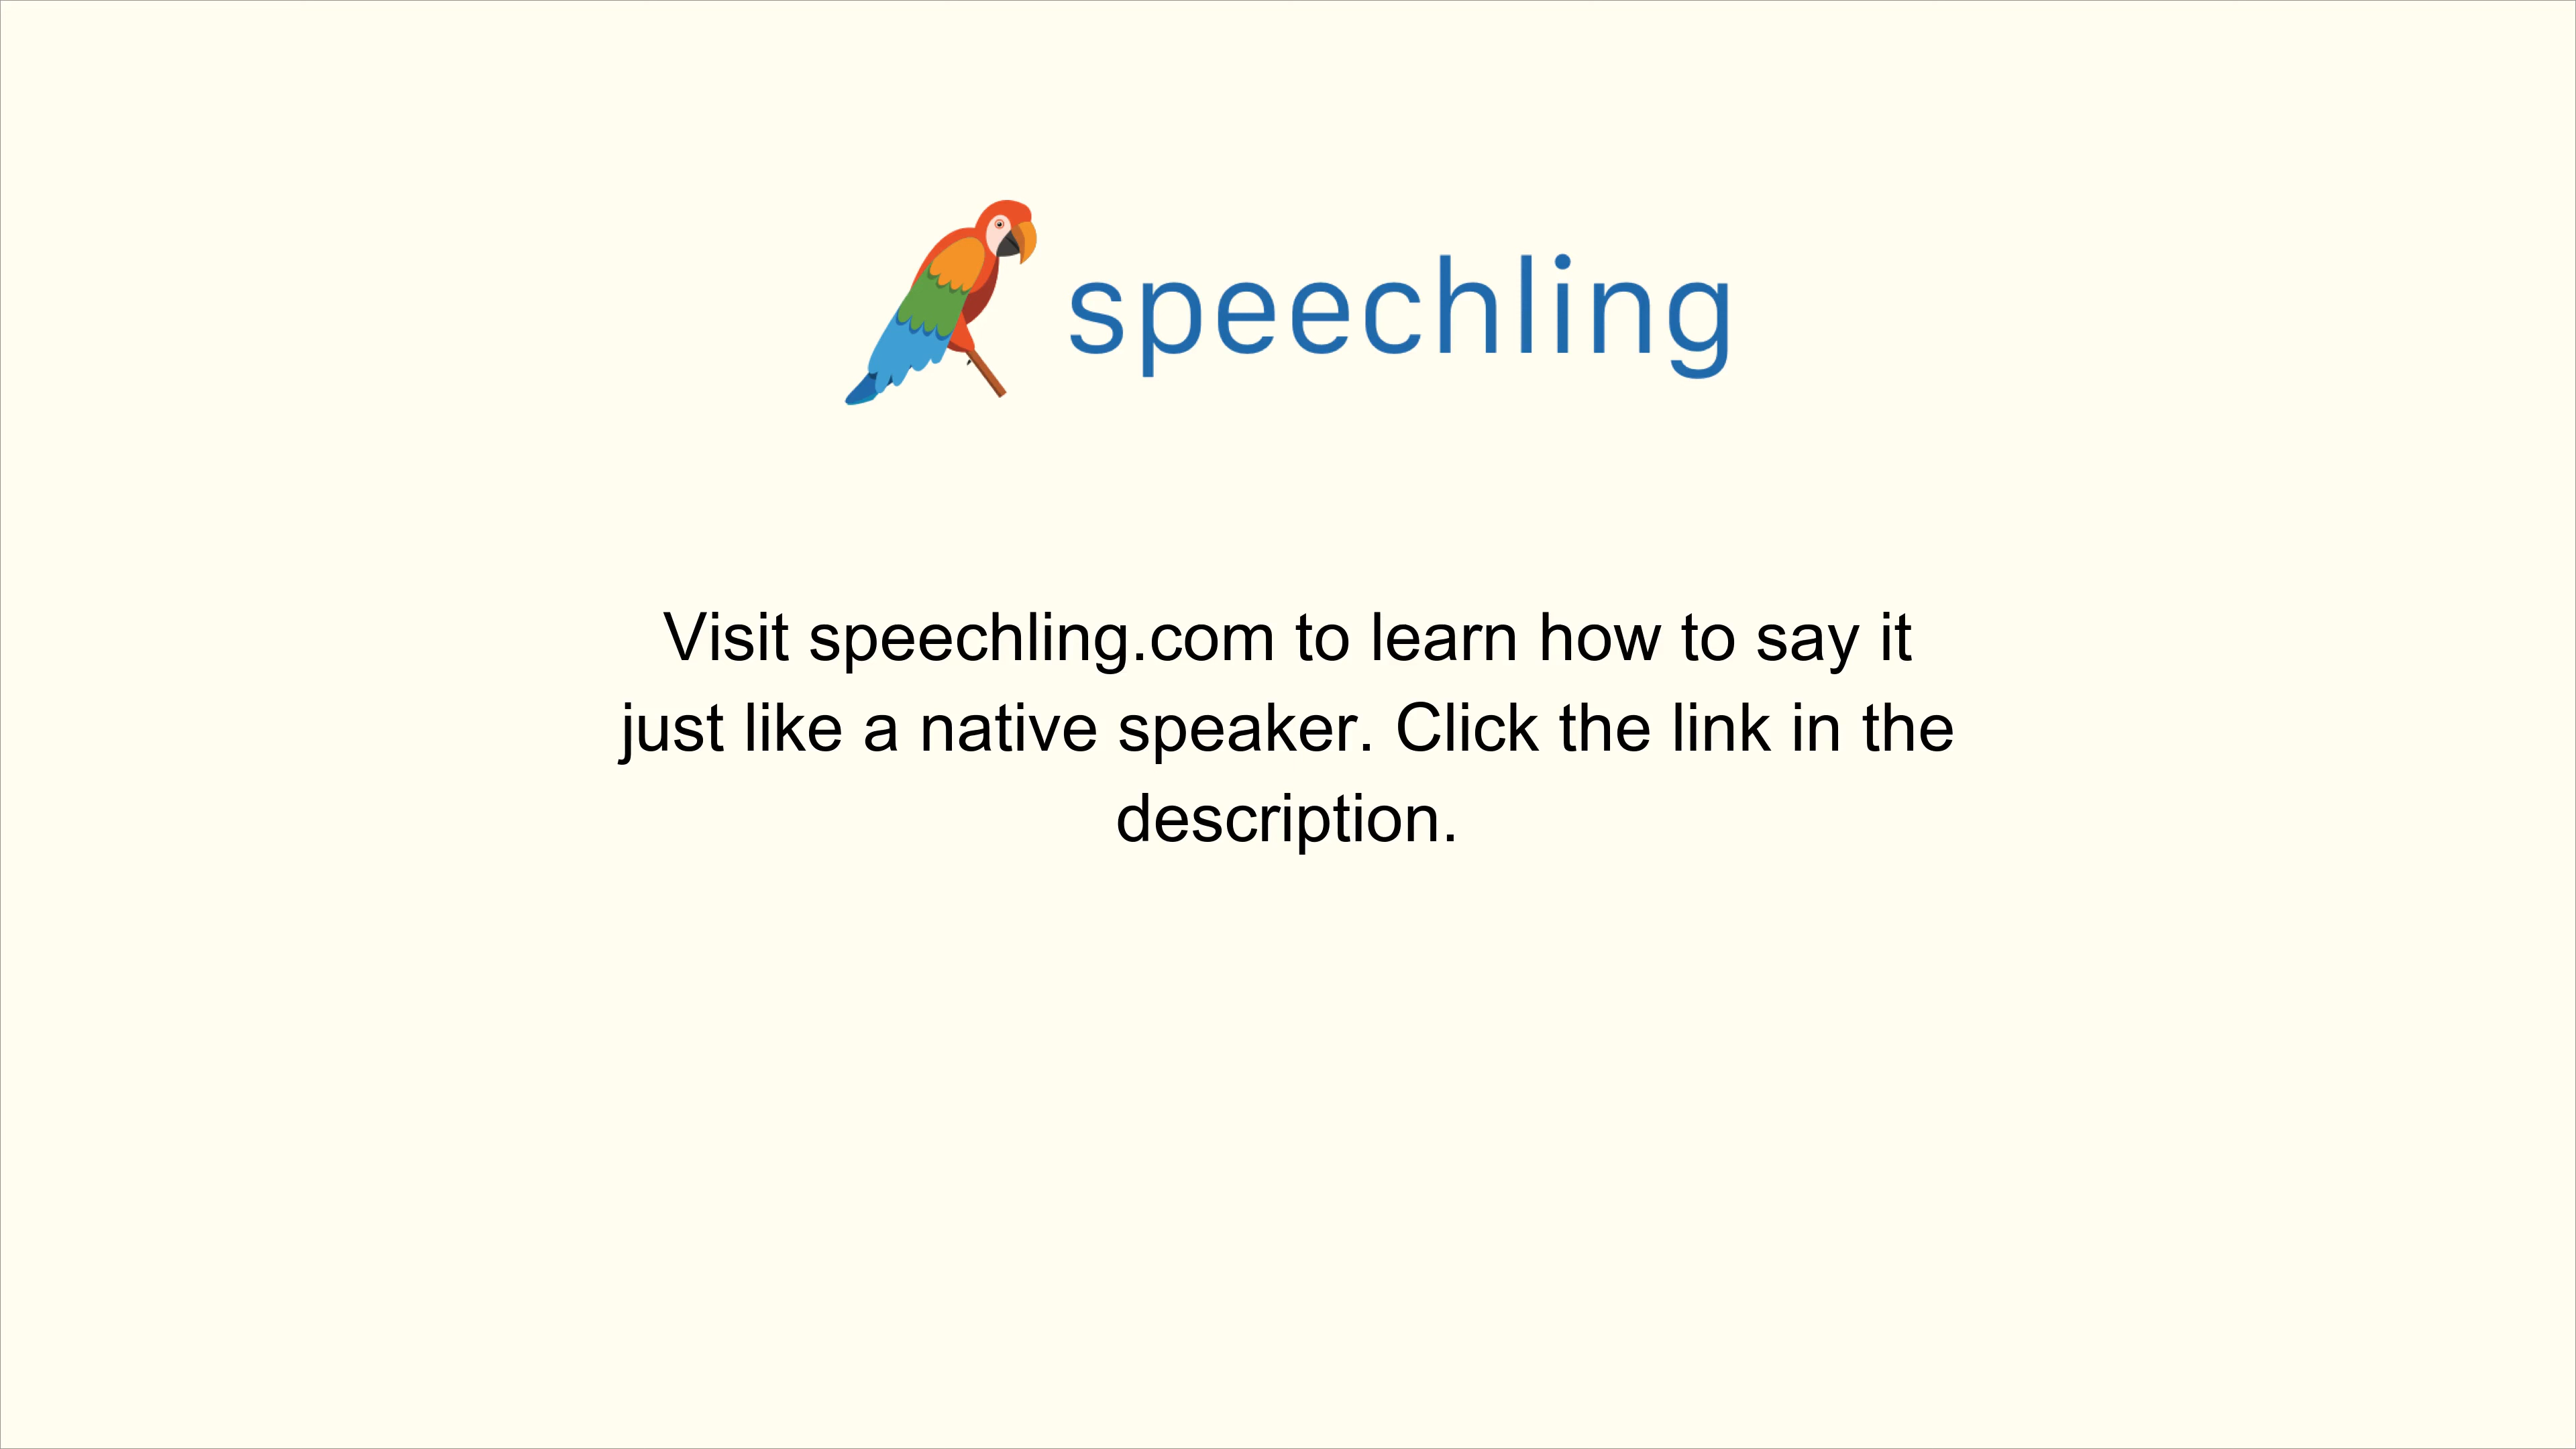 speechling
Visit speechling.com to learn how to say it
just like a native speaker. Click the link in the
description.